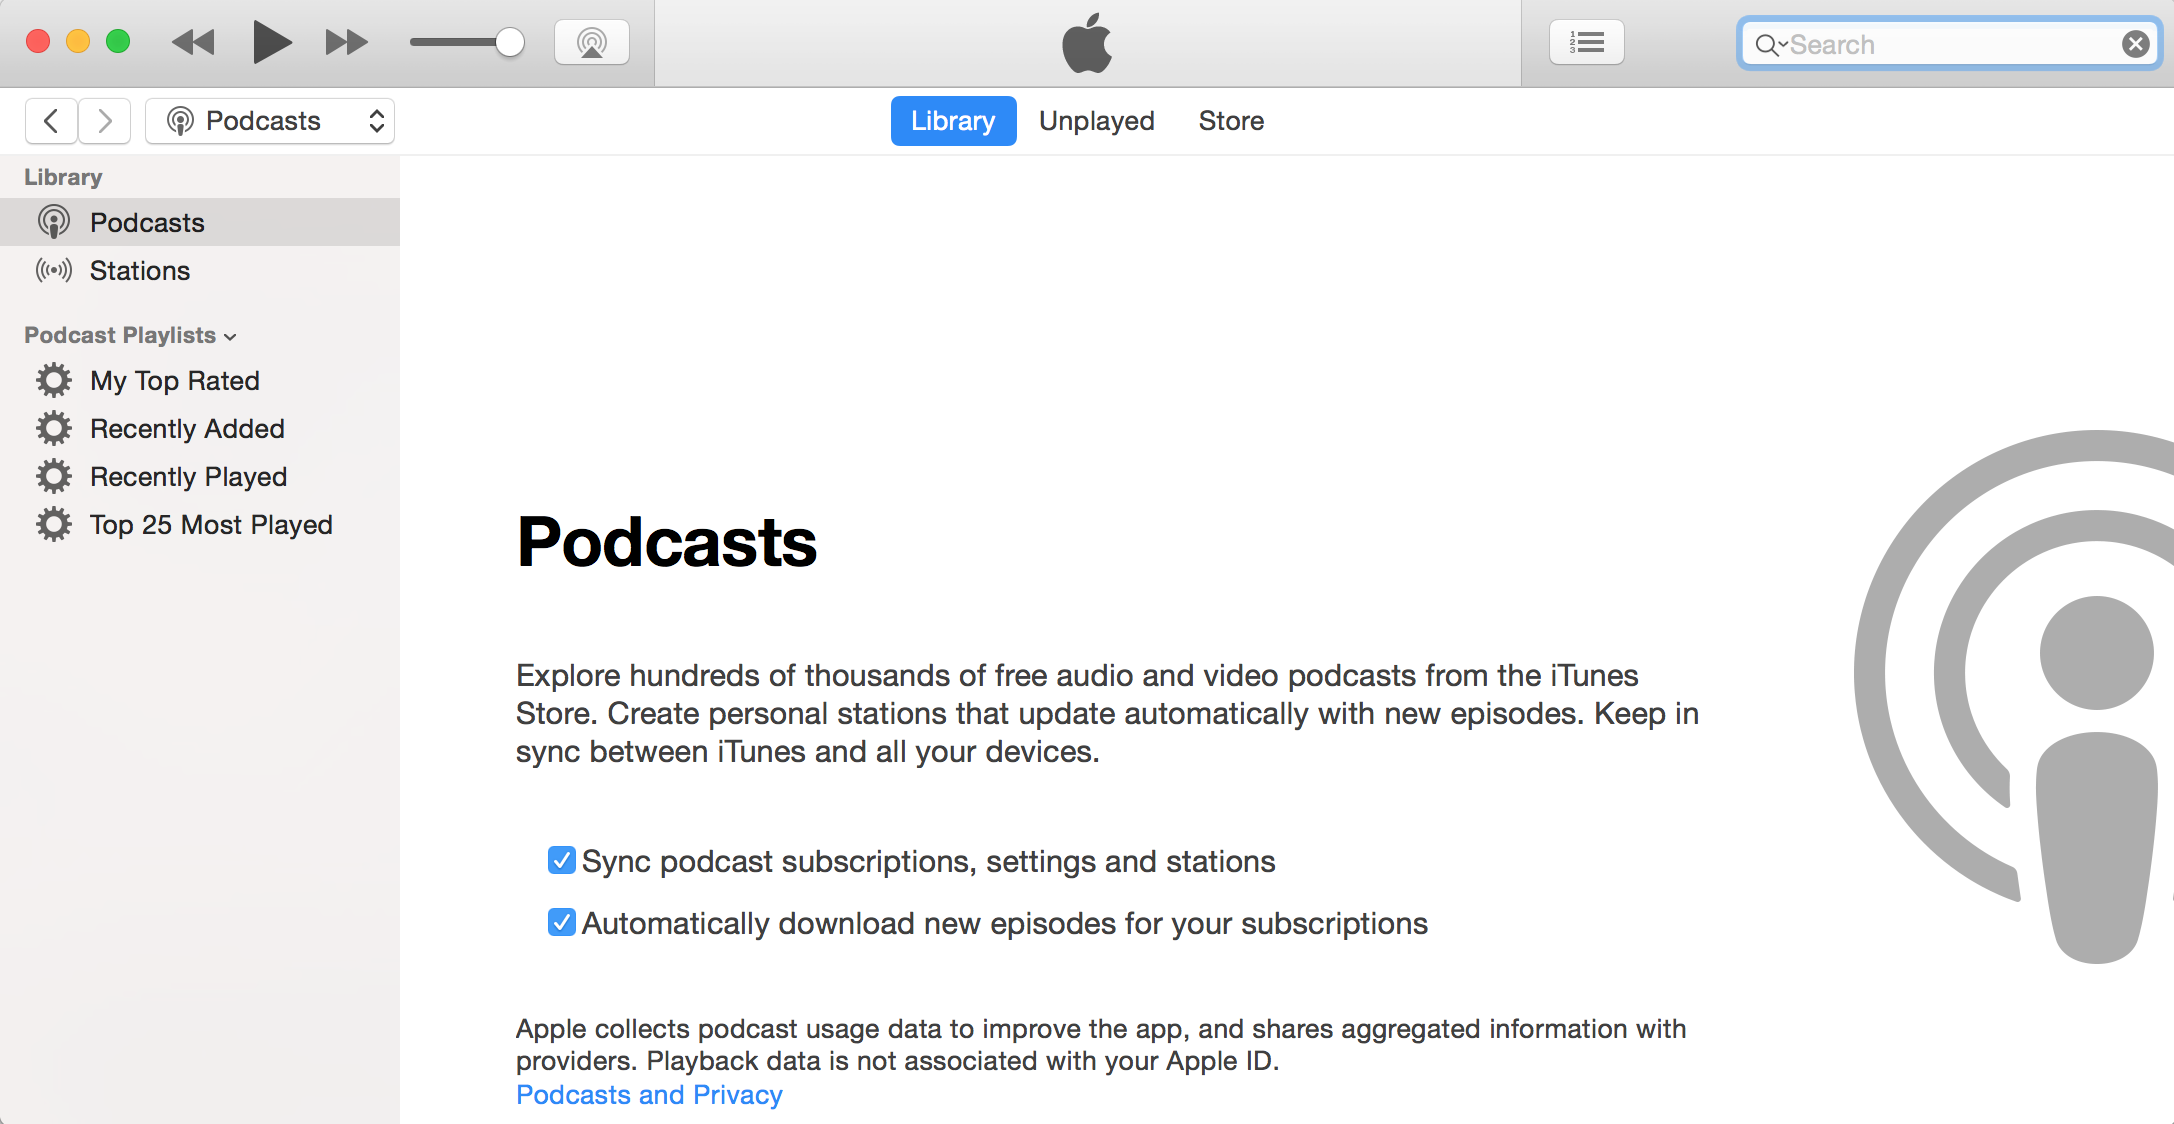 Search
Podcasts
Library
Unplayed
Store
Library
Podcasts
Stations
Podcast Playlists
My Top Rated
Recently Added
Recently Played
Top 25 Most Played
Podcasts
Explore hundreds of thousands of free audio and video podcasts from the iTunes
Store. Create personal stations that update automatically with new episodes. Keep in
sync between iTunes and all your devices.
Sync podcast subscriptions, settings and stations
Automatically download new episodes for your subscriptions
Apple collects podcast usage data to improve the app, and shares aggregated information with
providers. Playback data is not associated with your Apple ID.
Podcasts and Privacy